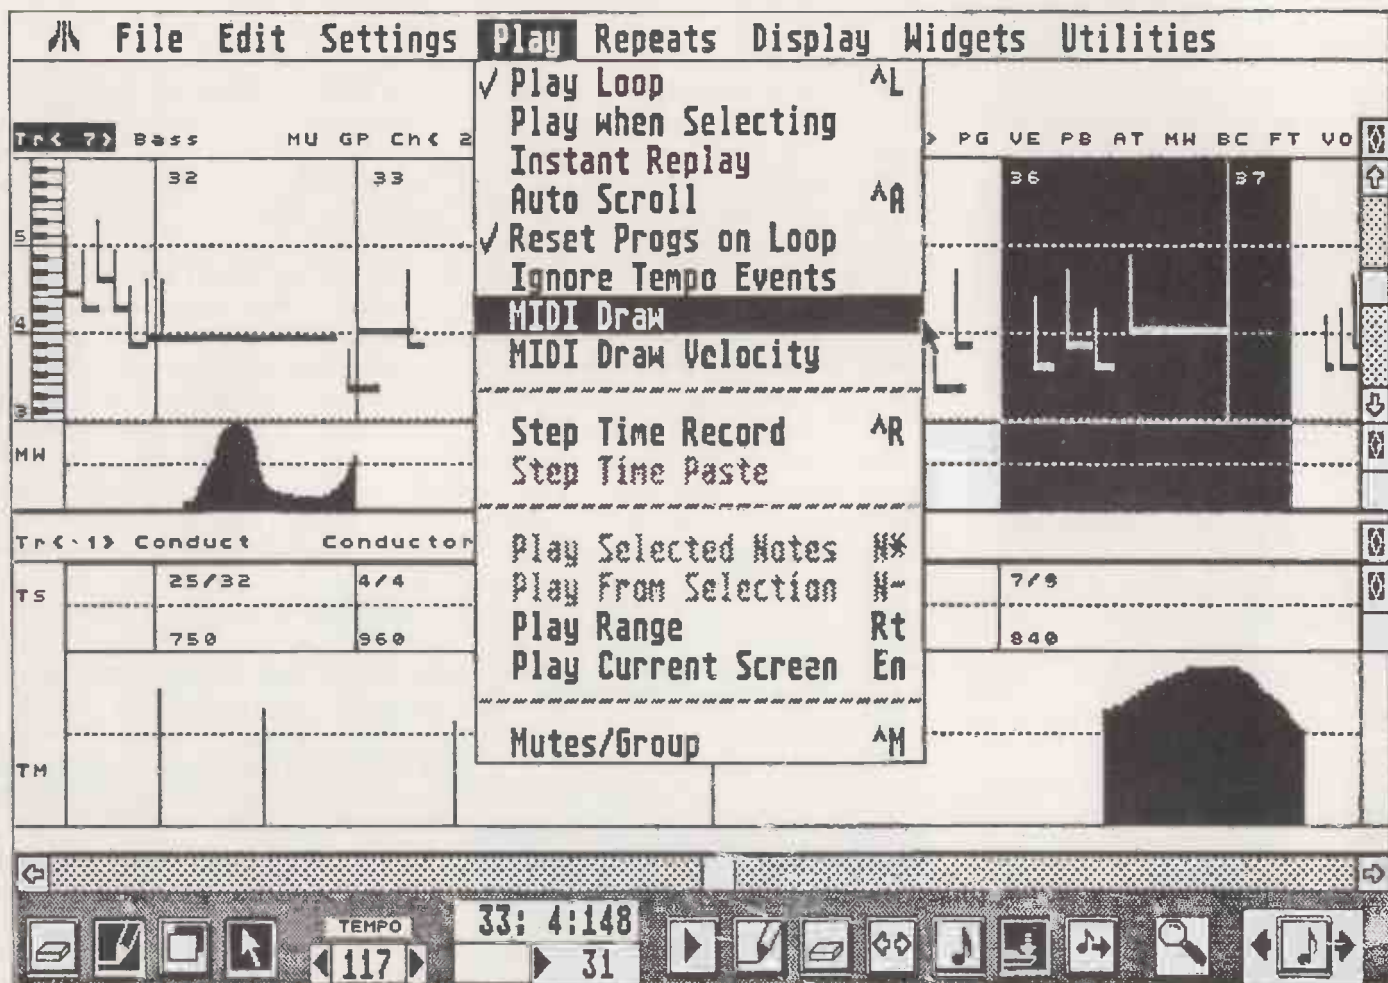 File Edit Settings Play Repeats Display Widgets Utilities
√ Play Loop ^L
Play when Selecting
Instant Replay
Auto Scroll ^A
√ Reset Progs on Loop
Ignore Tempo Events
MIDI Draw
MIDI Draw Velocity
Step Time Record ^R
Step Time Paste
Play Selected Notes N*
Play From Selection N-
Play Range Rt
Play Current Screen En
Mutes/Group ^M
Tr< 7> Bass MU GP Ch< 2 > PG VE PB AT MW BC FT VO
32 33 36 37
5
4
3
MW
Tr< 1> Conduct Conductor
TS 25/32 4/4 7/8
750 960 840
TM
TEMPO
117
33; 4:148
31